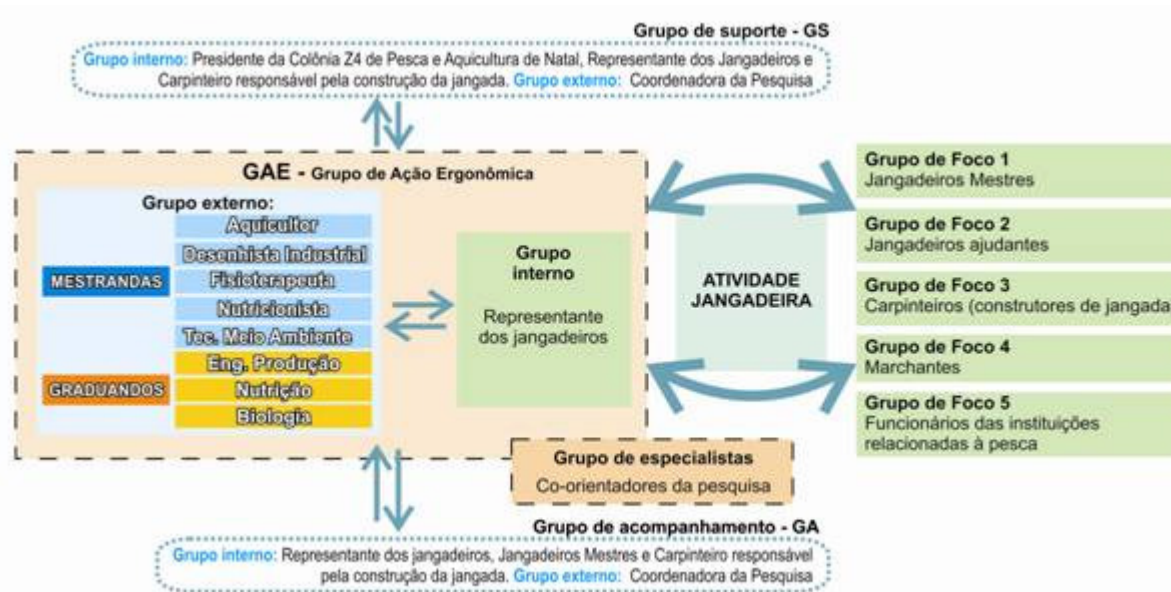 Grupo de suporte - GS
Grupo interno: Presidente da Colônia Z4 de Pesca e Aquicultura de Natal, Representante dos Jangadeiros e
Carpinteiro responsável pela construção da jangada. Grupo externo: Coordenadora da Pesquisa
GAE - Grupo de Ação Ergonômica
Grupo externo:
MESTRANDAS
Aquicultor
Desenhista Industrial
Fisioterapeuta
Nutricionista
Tec. Meio Ambiente
GRADUANDOS
Eng. Produção
Nutrição
Biologia
Grupo
interno
Representante
dos jangadeiros
ATIVIDADE
JANGADEIRA
Grupo de Foco 1
Jangadeiros Mestres
Grupo de Foco 2
Jangadeiros ajudantes
Grupo de Foco 3
Carpinteiros (construtores de jangada
Grupo de Foco 4
Marchantes
Grupo de Foco 5
Funcionários das instituições
relacionadas à pesca
Grupo de especialistas
Co-orientadores da pesquisa
Grupo de acompanhamento - GA
Grupo interno: Representante dos jangadeiros, Jangadeiros Mestres e Carpinteiro responsável
pela construção da jangada. Grupo externo: Coordenadora da Pesquisa